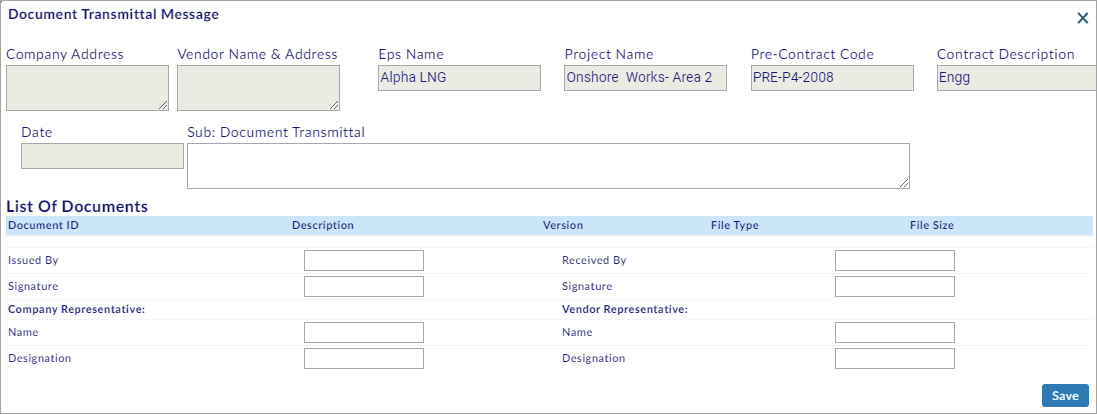 Document Transmittal Message
×
Company Address Vendor Name & Address Eps Name Project Name Pre-Contract Code Contract Description
Alpha LNG Onshore Works- Area 2 PRE-P4-2008 Engg
Date Sub: Document Transmittal
List Of Documents
Document ID Description Version File Type File Size
Issued By Received By
Signature Signature
Company Representative: Vendor Representative:
Name Name
Designation Designation
Save